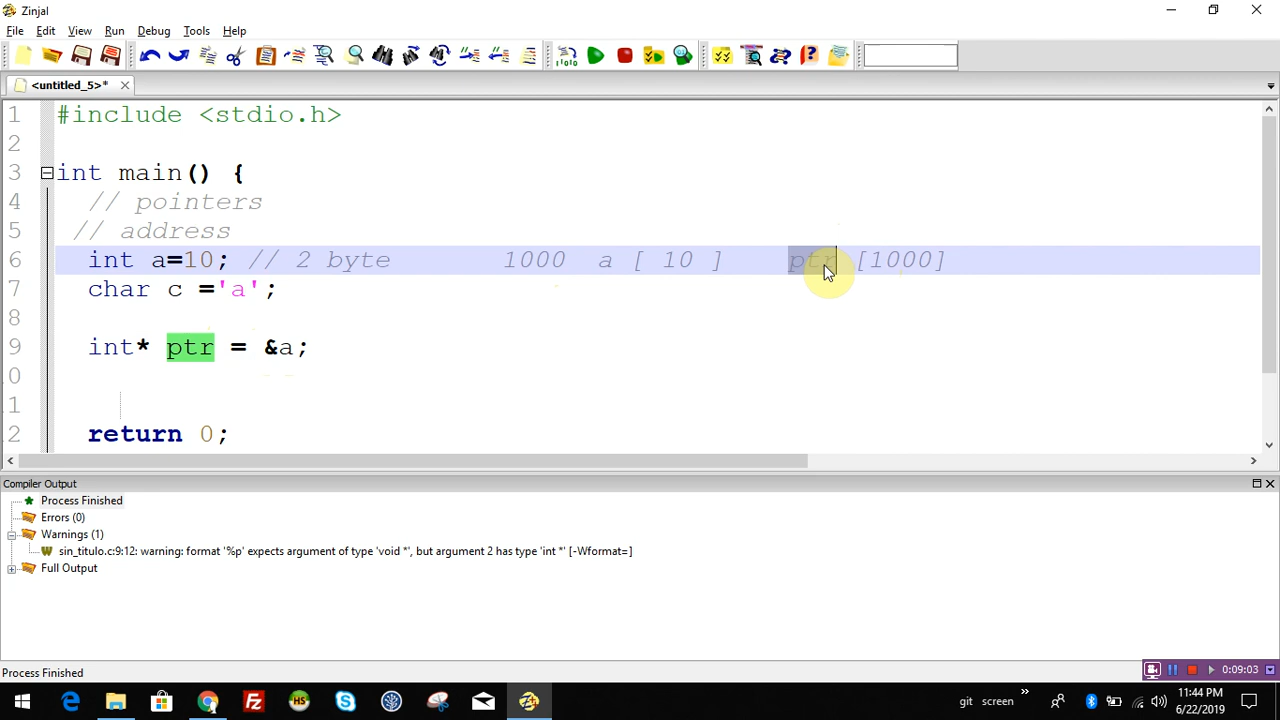 Zinjal
File Edit View Run Debug Tools Help
<untitled_5>*
1 #include <stdio.h>
2
3 int main() {
4 // pointers
5 // address
6 int a=10; // 2 byte 1000 a [ 10 ] ptr [1000]
7 char c ='a';
8
9 int* ptr = &a;
0
1
2 return 0;
Compiler Output
Process Finished
Errors (0)
Warnings (1)
sin_titulo.c:9:12: warning: format '%p' expects argument of type 'void *', but argument 2 has type 'int *' [-Wformat=]
Full Output
Process Finished
0:09:03
git screen
11:44 PM
6/22/2019